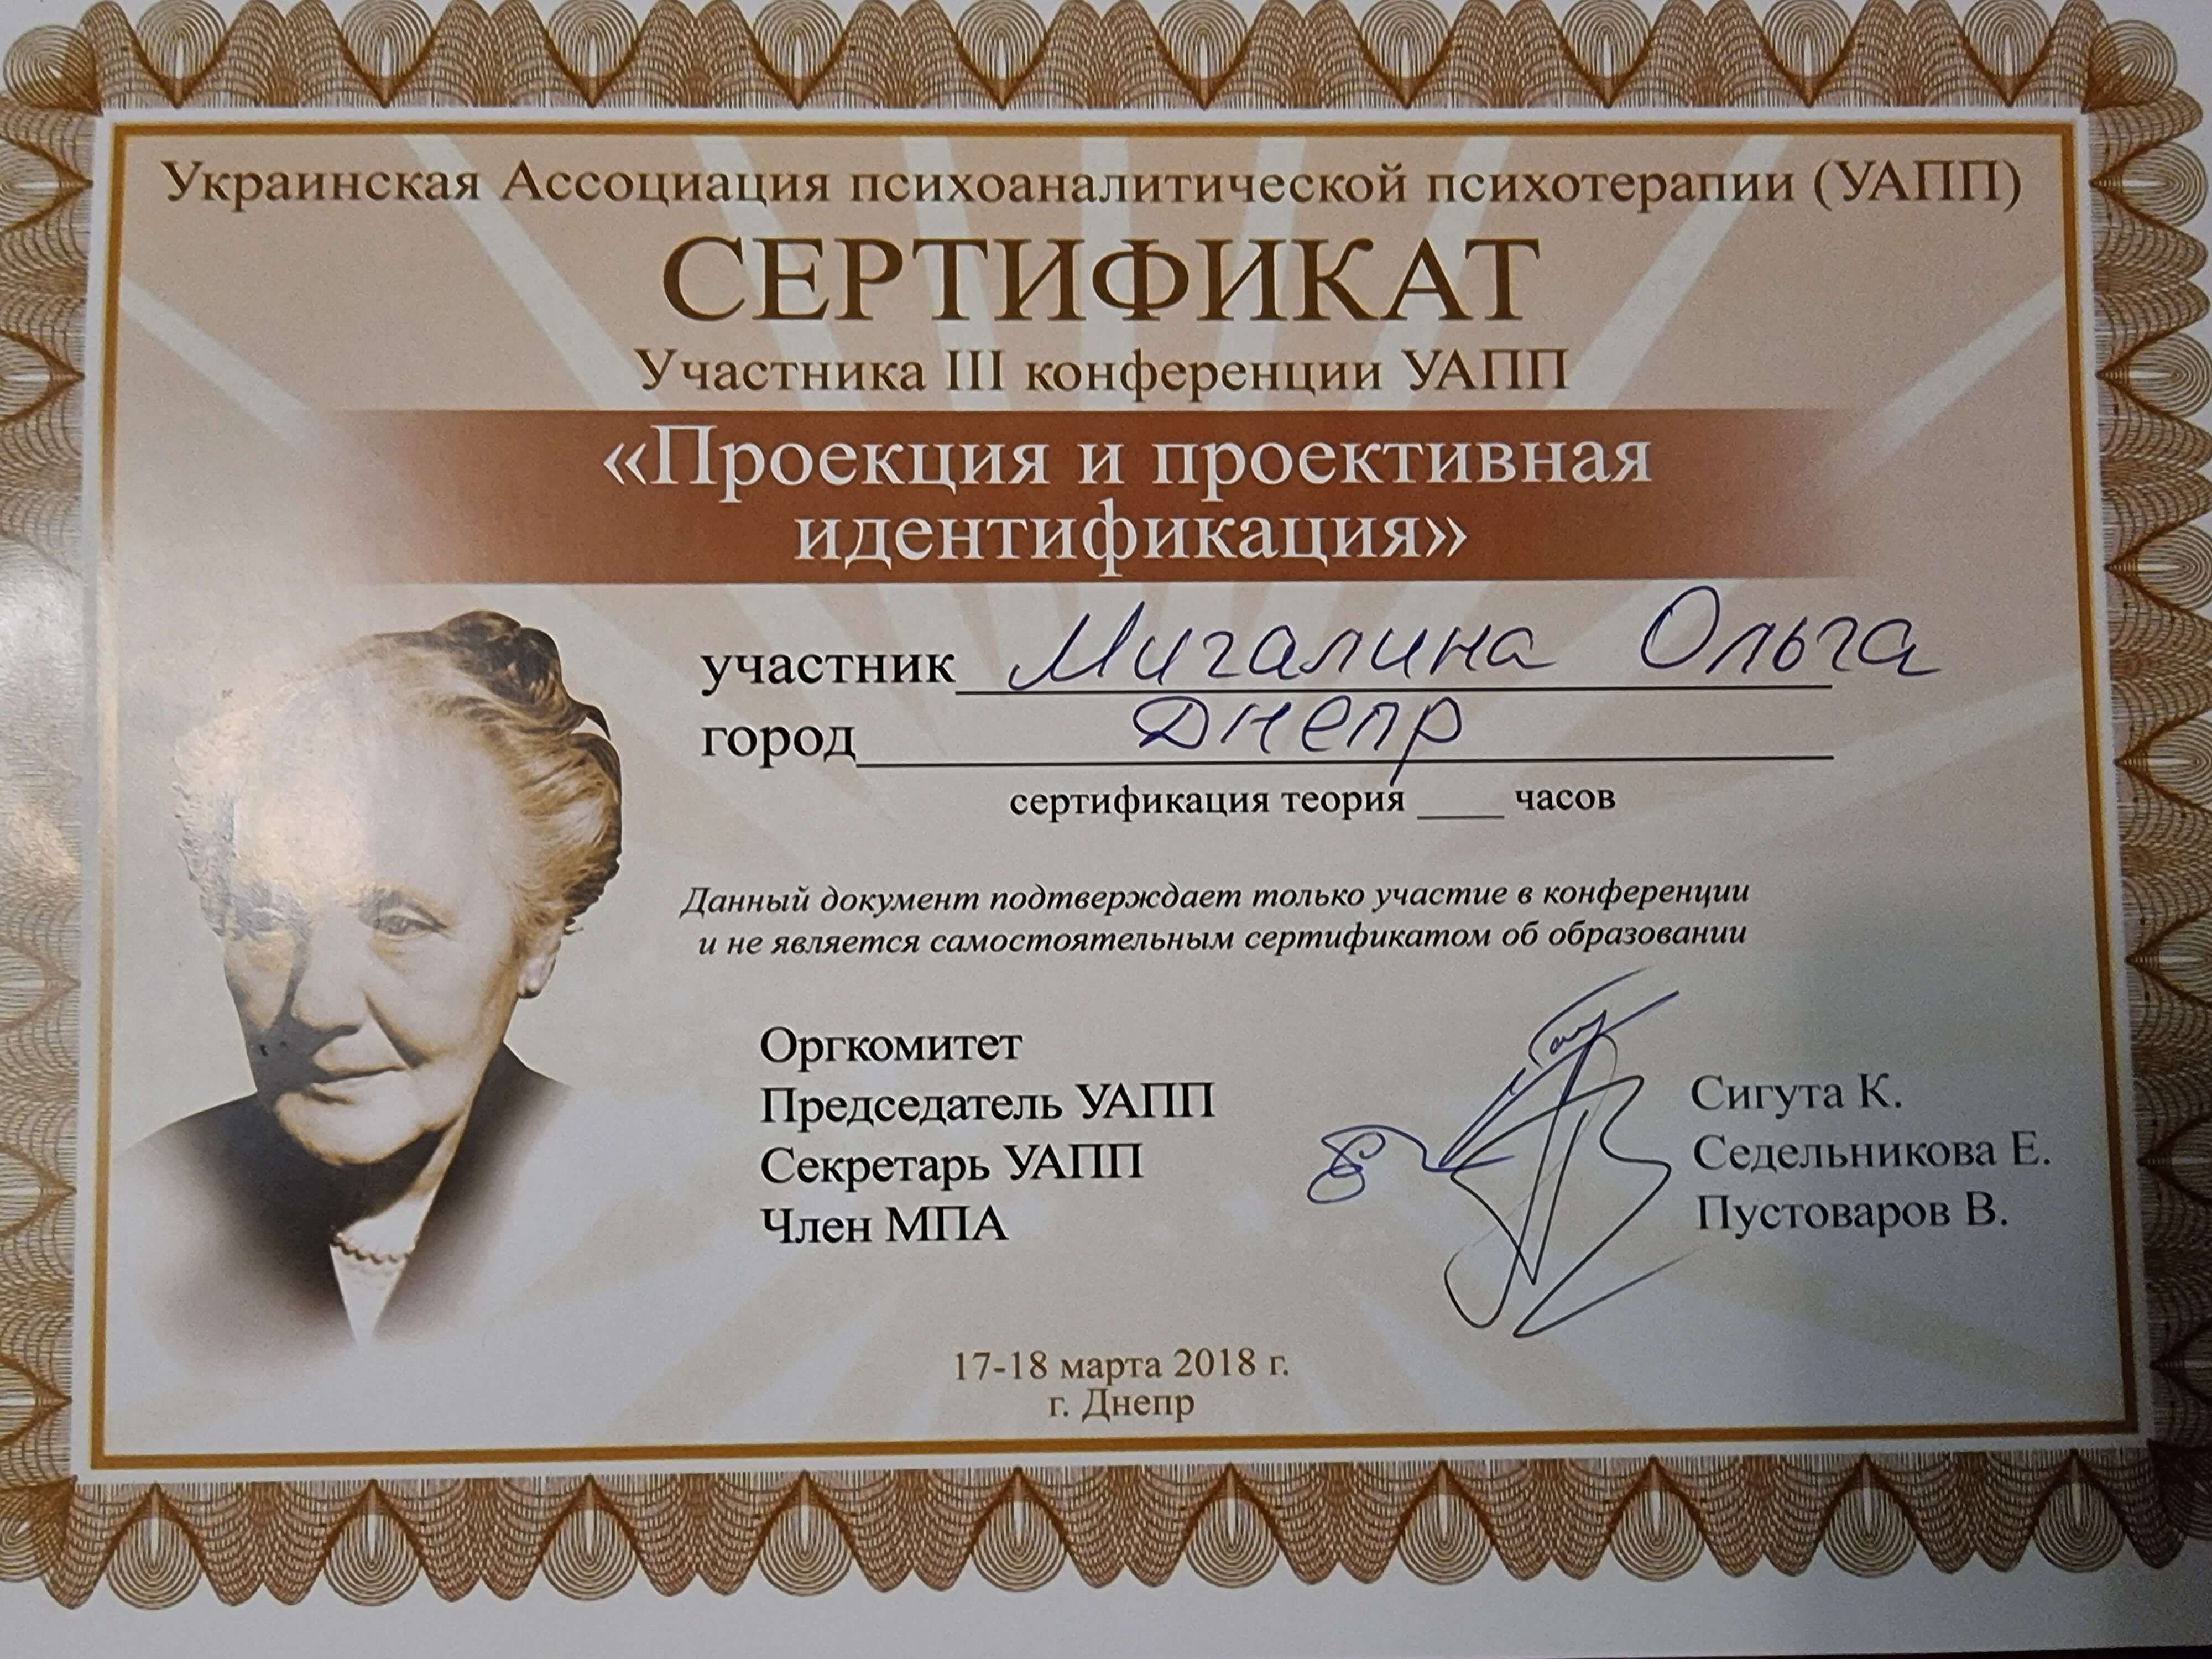 Украинская Ассоциация психоаналитической психотерапии (УАПП)
СЕРТИФИКАТ
Участника III конференции УАПП
«Проекция и проективная
идентификация»
участник Мигалина Ольга
город Днепр
сертификация теория ____ часов
Данный документ подтверждает только участие в конференции
и не является самостоятельным сертификатом об образовании
Оргкомитет
Председатель УАПП Сигута К.
Секретарь УАПП Седельникова Е.
Член МПА Пустоваров В.
17-18 марта 2018 г.
г. Днепр